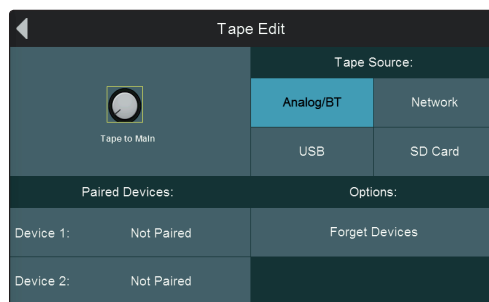 Tape Edit
Tape Source:
Analog/BT
Network
Tape to Main
USB
SD Card
Paired Devices:
Options:
Device 1: Not Paired
Forget Devices
Device 2: Not Paired